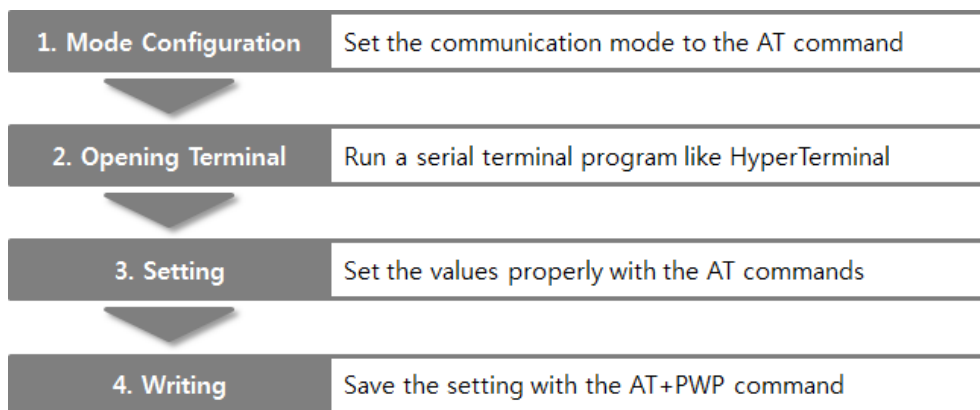 1. Mode Configuration
Set the communication mode to the AT command
2. Opening Terminal
Run a serial terminal program like HyperTerminal
3. Setting
Set the values properly with the AT commands
4. Writing
Save the setting with the AT+PWP command